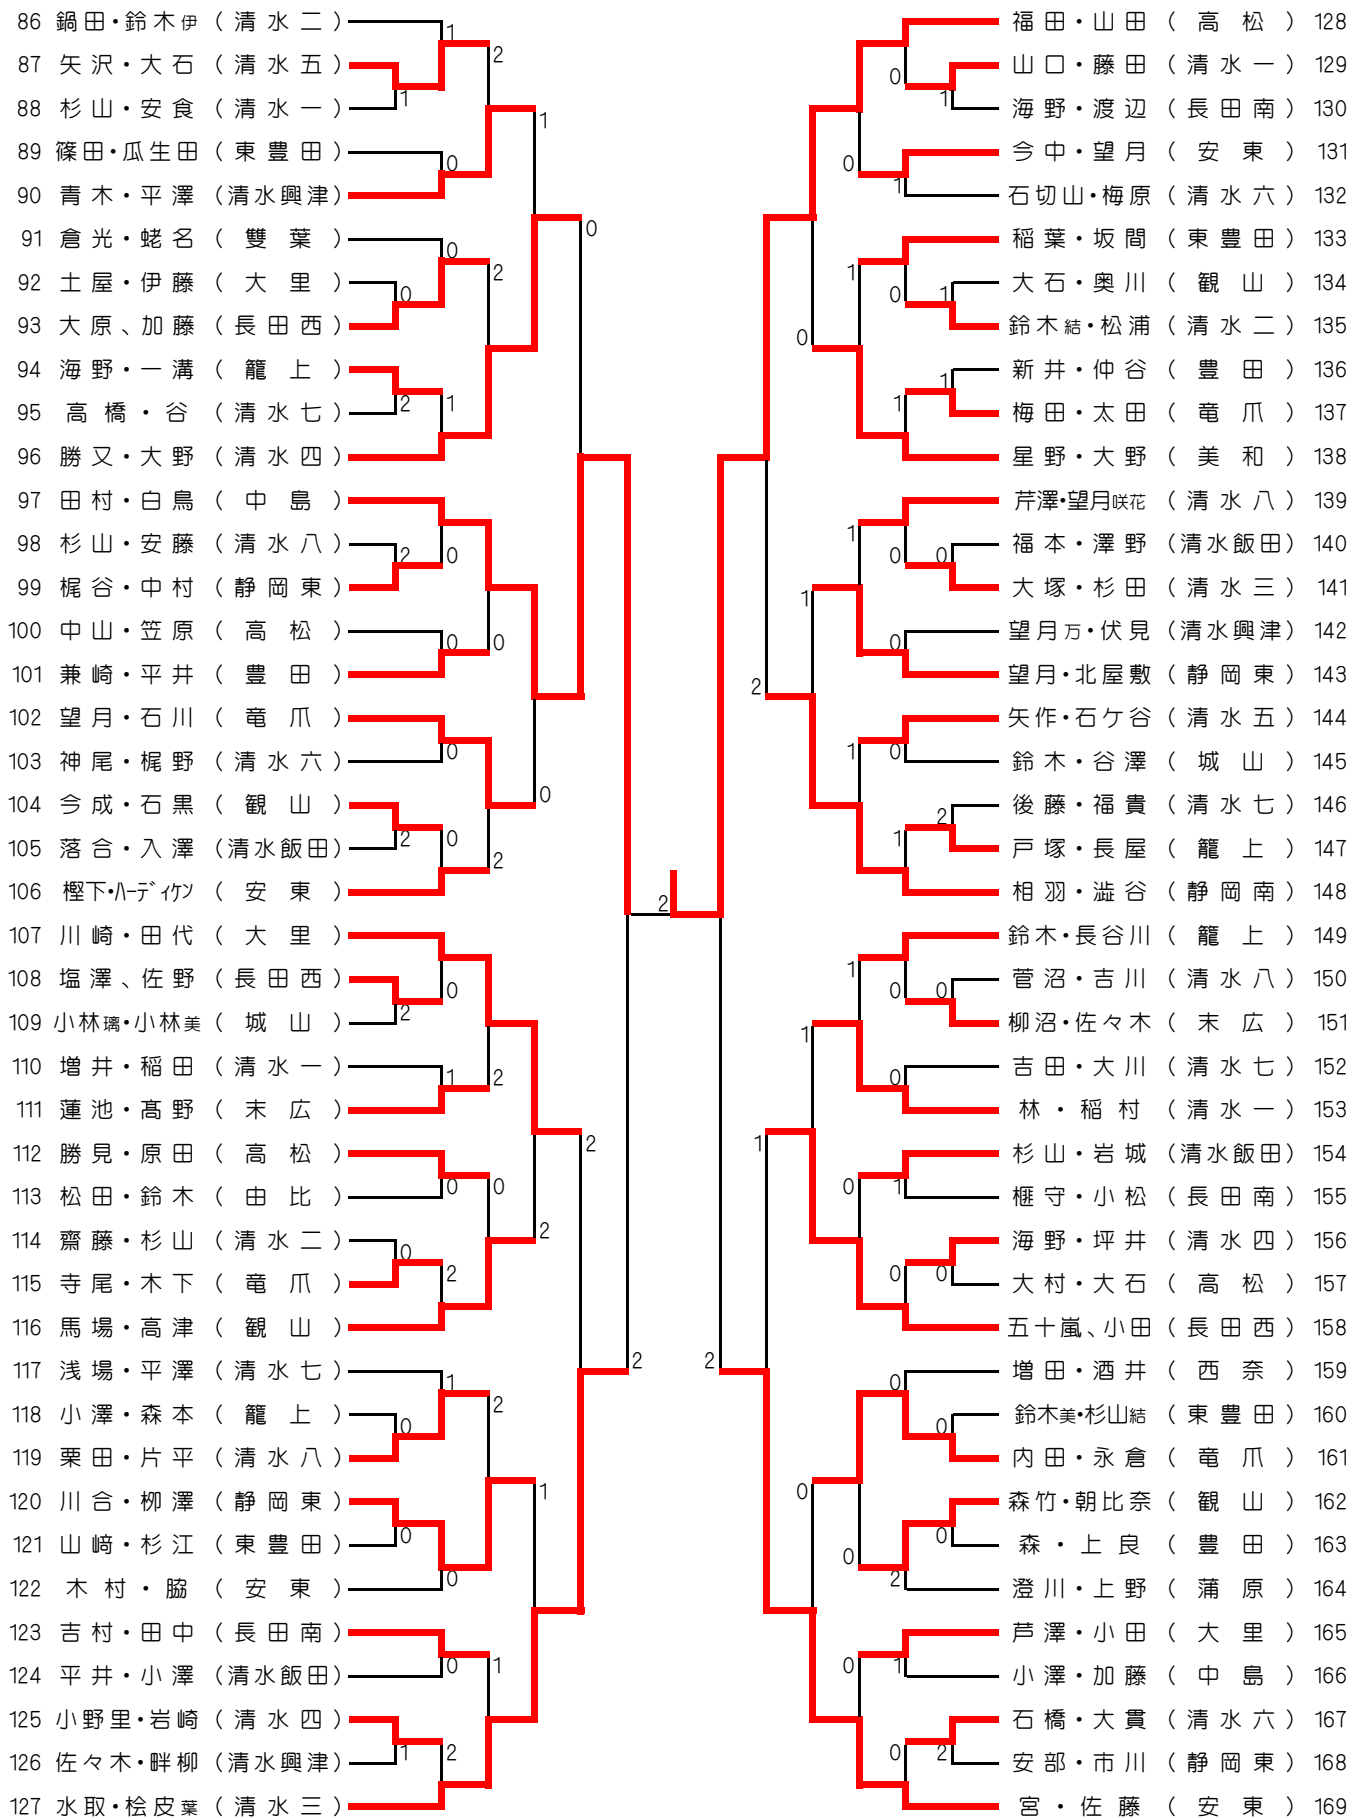 86 鍋田・鈴木伊 (清水二)
87 矢沢・大石 (清水五)
88 杉山・安食 (清水一)
89 篠田・瓜生田 (東豊田)
90 青木・平澤 (清水興津)
91 倉光・蛯名 (雙葉)
92 土屋・伊藤 (大里)
93 大原、加藤 (長田西)
94 海野・一溝 (籠上)
95 高橋・谷 (清水七)
96 勝又・大野 (清水四)
97 田村・白鳥 (中島)
98 杉山・安藤 (清水八)
99 梶谷・中村 (静岡東)
100 中山・笠原 (高松)
101 兼崎・平井 (豊田)
102 望月・石川 (竜爪)
103 神尾・梶野 (清水六)
104 今成・石黒 (観山)
105 落合・入澤 (清水飯田)
106 樫下・ハーディケン (安東)
107 川崎・田代 (大里)
108 塩澤、佐野 (長田西)
109 小林璃・小林美 (城山)
110 増井・稲田 (清水一)
111 蓮池・髙野 (末広)
112 勝見・原田 (高松)
113 松田・鈴木 (由比)
114 齋藤・杉山 (清水二)
115 寺尾・木下 (竜爪)
116 馬場・高津 (観山)
117 浅場・平澤 (清水七)
118 小澤・森本 (籠上)
119 栗田・片平 (清水八)
120 川合・栁澤 (静岡東)
121 山﨑・杉江 (東豊田)
122 木村・脇 (安東)
123 吉村・田中 (長田南)
124 平井・小澤 (清水飯田)
125 小野里・岩崎 (清水四)
126 佐々木・畔柳 (清水興津)
127 水取・桧皮葉 (清水三)
福田・山田 (高松) 128
山口・藤田 (清水一) 129
海野・渡辺 (長田南) 130
今中・望月 (安東) 131
石切山・梅原 (清水六) 132
稲葉・坂間 (東豊田) 133
大石・奥川 (観山) 134
鈴木結・松浦 (清水二) 135
新井・仲谷 (豊田) 136
梅田・太田 (竜爪) 137
星野・大野 (美和) 138
芹澤・望月咲花 (清水八) 139
福本・澤野 (清水飯田) 140
大塚・杉田 (清水三) 141
望月万・伏見 (清水興津) 142
望月・北屋敷 (静岡東) 143
矢作・石ケ谷 (清水五) 144
鈴木・谷澤 (城山) 145
後藤・福貴 (清水七) 146
戸塚・長屋 (籠上) 147
相羽・澁谷 (静岡南) 148
鈴木・長谷川 (籠上) 149
菅沼・吉川 (清水八) 150
柳沼・佐々木 (末広) 151
吉田・大川 (清水七) 152
林・稲村 (清水一) 153
杉山・岩城 (清水飯田) 154
榧守・小松 (長田南) 155
海野・坪井 (清水四) 156
大村・大石 (高松) 157
五十嵐、小田 (長田西) 158
増田・酒井 (西奈) 159
鈴木美・杉山結 (東豊田) 160
内田・永倉 (竜爪) 161
森竹・朝比奈 (観山) 162
森・上良 (豊田) 163
澄川・上野 (蒲原) 164
芦澤・小田 (大里) 165
小澤・加藤 (中島) 166
石橋・大貫 (清水六) 167
安部・市川 (静岡東) 168
宮・佐藤 (安東) 169